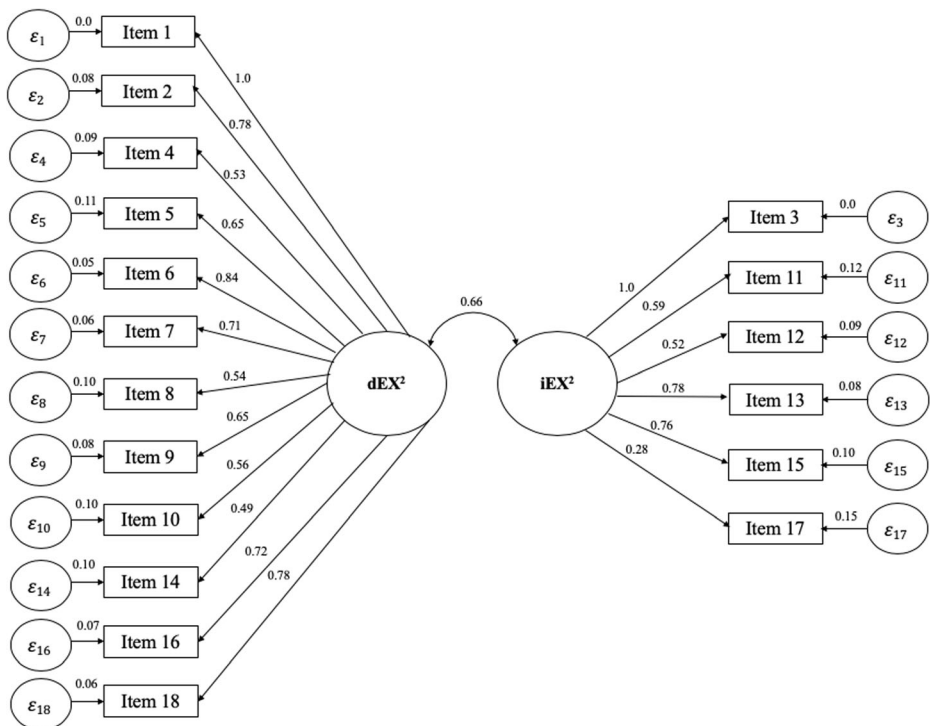 ε1 0.0 Item 1
1.0
ε2 0.08 Item 2
0.78
ε4 0.09 Item 4
0.53
ε5 0.11 Item 5
0.65
ε6 0.05 Item 6
0.84
ε7 0.06 Item 7
0.71
ε8 0.10 Item 8
0.54
ε9 0.08 Item 9
0.65
ε10 0.10 Item 10
0.56
ε14 0.10 Item 14
0.49
ε16 0.07 Item 16
0.72
ε18 0.06 Item 18
0.78
dEX²
0.66
iEX²
1.0
Item 3 0.0 ε3
0.59
Item 11 0.12 ε11
0.52
Item 12 0.09 ε12
0.78
Item 13 0.08 ε13
0.76
Item 15 0.10 ε15
0.28
Item 17 0.15 ε17